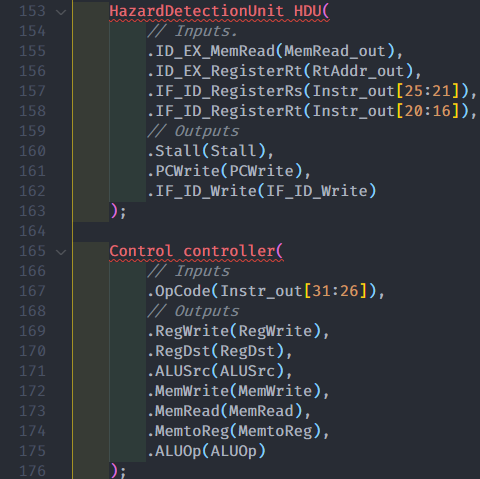 153 HazardDetectionUnit HDU(
154 // Inputs.
155 .ID_EX_MemRead(MemRead_out),
156 .ID_EX_RegisterRt(RtAddr_out),
157 .IF_ID_RegisterRs(Instr_out[25:21]),
158 .IF_ID_RegisterRt(Instr_out[20:16]),
159 // Outputs
160 .Stall(Stall),
161 .PCWrite(PCWrite),
162 .IF_ID_Write(IF_ID_Write)
163 );
164
165 Control controller(
166 // Inputs
167 .OpCode(Instr_out[31:26]),
168 // Outputs
169 .RegWrite(RegWrite),
170 .RegDst(RegDst),
171 .ALUSrc(ALUSrc),
172 .MemWrite(MemWrite),
173 .MemRead(MemRead),
174 .MemtoReg(MemtoReg),
175 .ALUOp(ALUOp)
176 );